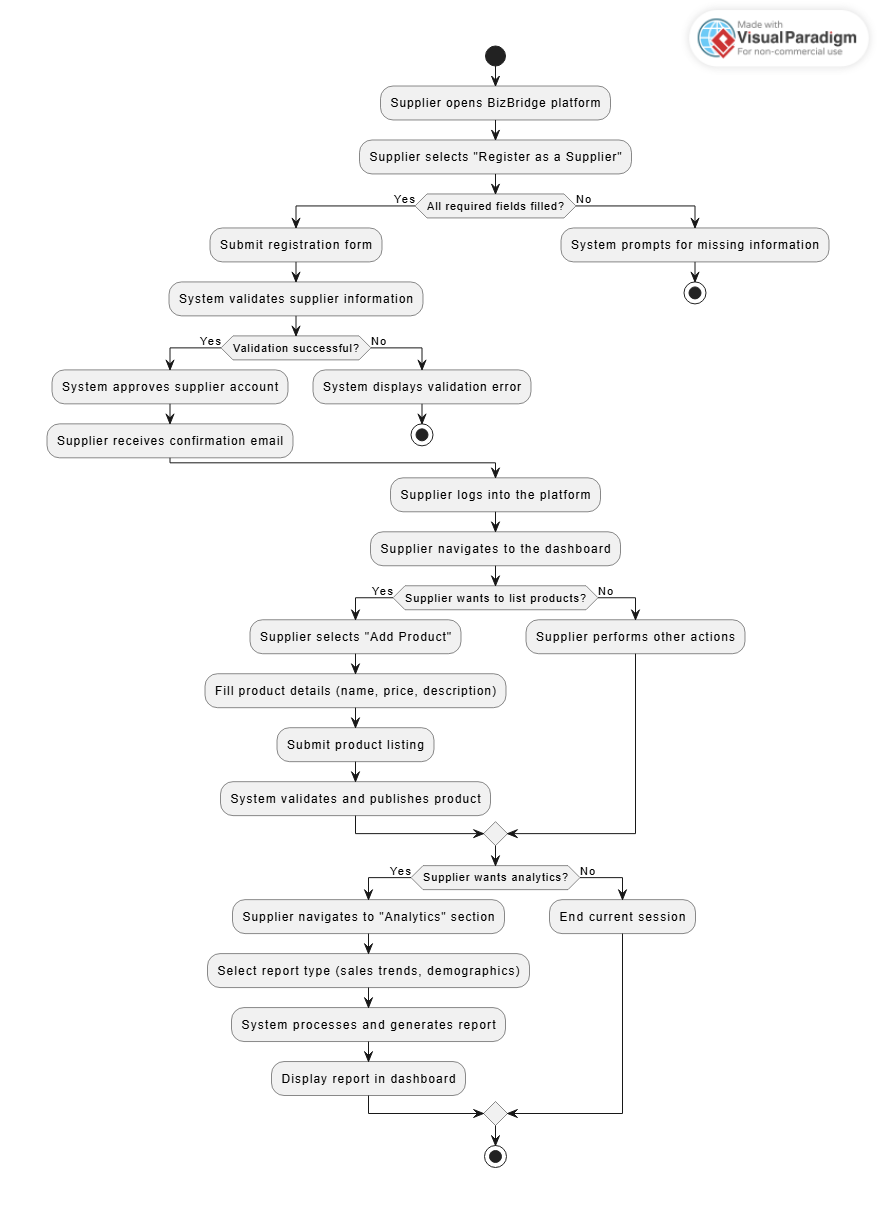 Made with
VisualParadigm
For non-commercial use
Supplier opens BizBridge platform
Supplier selects "Register as a Supplier"
Yes
All required fields filled?
No
Submit registration form
System prompts for missing information
System validates supplier information
Yes
Validation successful?
No
System approves supplier account
System displays validation error
Supplier receives confirmation email
Supplier logs into the platform
Supplier navigates to the dashboard
Yes
Supplier wants to list products?
No
Supplier selects "Add Product"
Supplier performs other actions
Fill product details (name, price, description)
Submit product listing
System validates and publishes product
Yes
Supplier wants analytics?
No
Supplier navigates to "Analytics" section
End current session
Select report type (sales trends, demographics)
System processes and generates report
Display report in dashboard